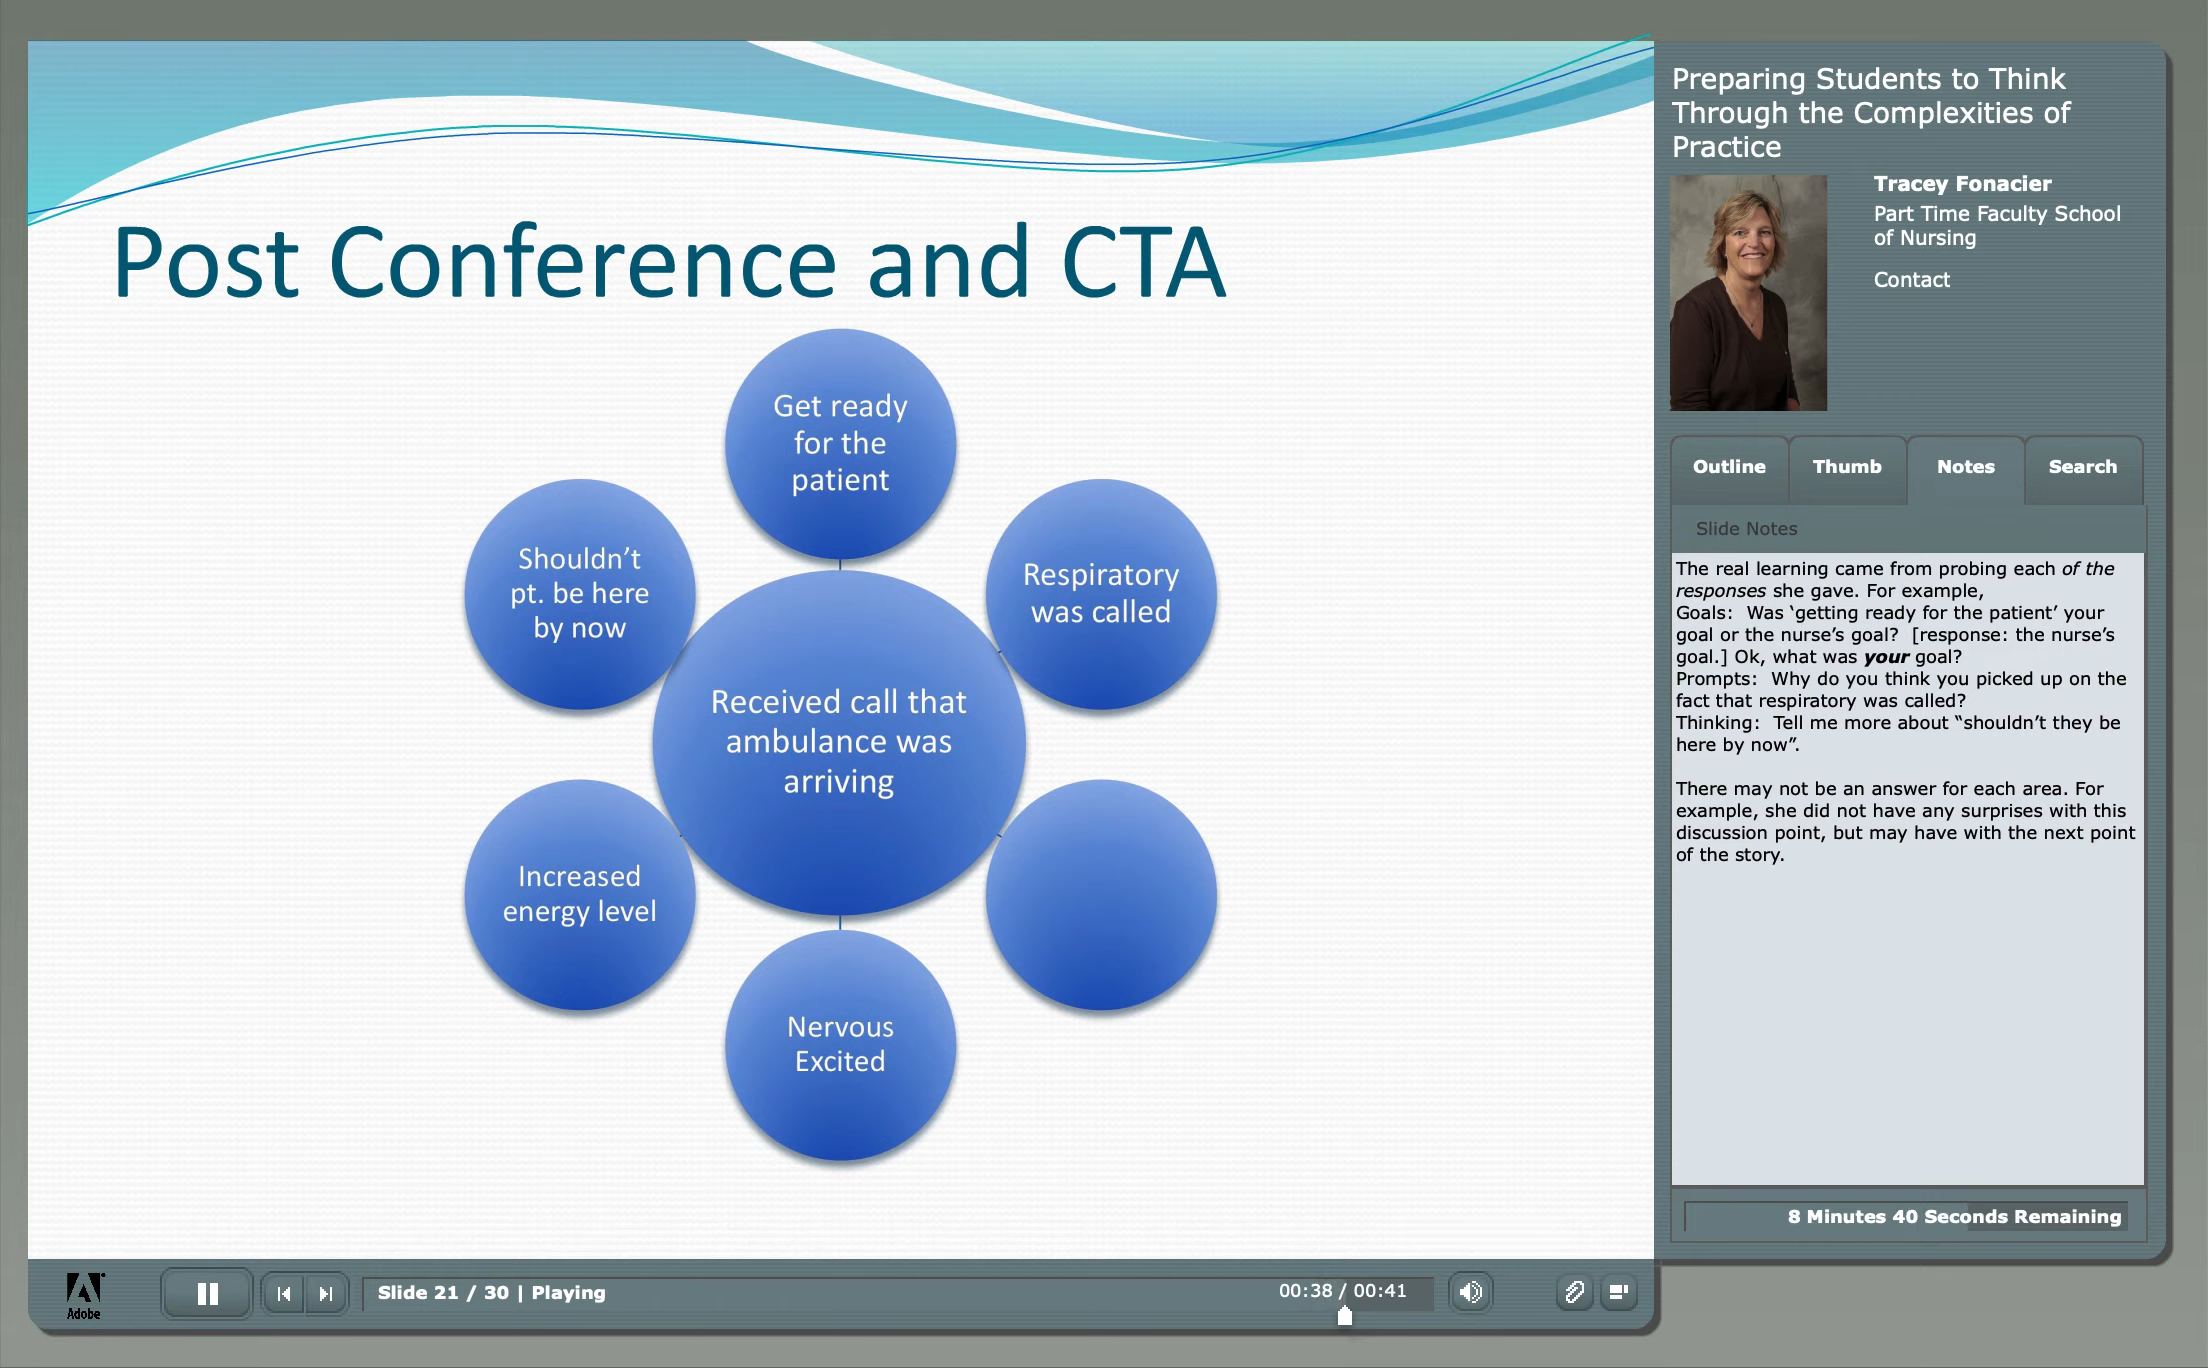 Post Conference and CTA
Get ready
for the
patient
Shouldn’t
pt. be here
by now
Respiratory
was called
Received call that
ambulance was
arriving
Increased
energy level
Nervous
Excited
Preparing Students to Think
Through the Complexities of
Practice
Tracey Fonacier
Part Time Faculty School
of Nursing
Contact
Outline
Thumb
Notes
Search
Slide Notes
The real learning came from probing each of the
responses she gave. For example,
Goals:  Was ‘getting ready for the patient’ your
goal or the nurse’s goal?  [response: the nurse’s
goal.] Ok, what was your goal?
Prompts:  Why do you think you picked up on the
fact that respiratory was called?
Thinking:  Tell me more about “shouldn’t they be
here by now”.
There may not be an answer for each area. For
example, she did not have any surprises with this
discussion point, but may have with the next point
of the story.
8 Minutes 40 Seconds Remaining
Adobe
Slide 21 / 30 | Playing
00:38 / 00:41